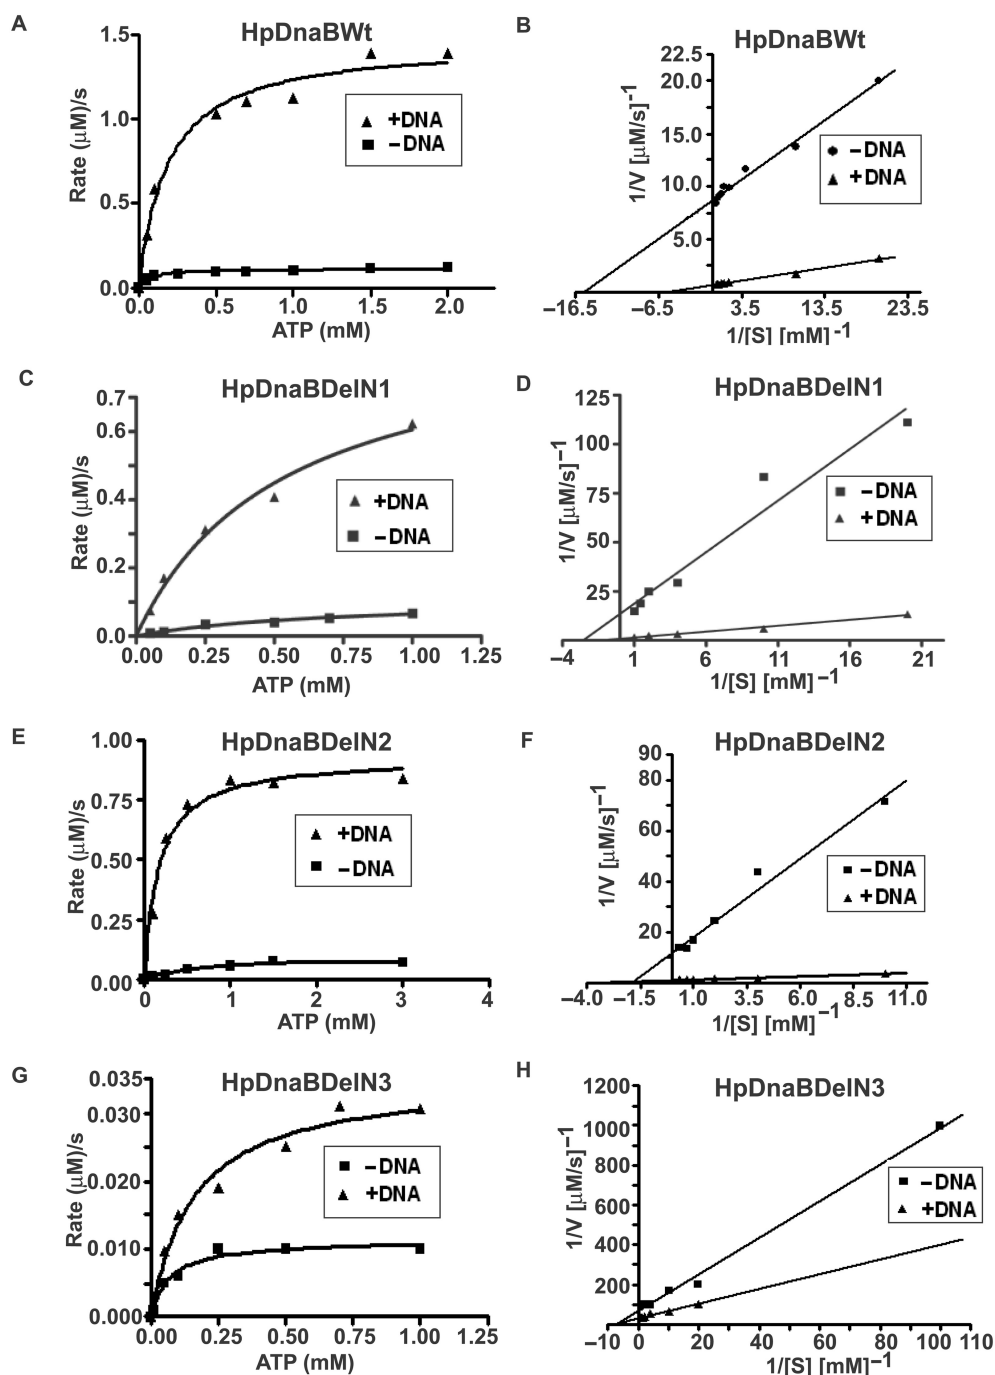 A
HpDnaBWt
Rate (μM)/s
1.5
1.0
0.5
0.0
+DNA
−DNA
0.0 0.5 1.0 1.5 2.0
ATP (mM)
B
HpDnaBWt
1/V [μM/s]⁻¹
22.5
20.0
15.0
10.0
5.0
−DNA
+DNA
−16.5 −6.5 3.5 13.5 23.5
1/[S] [mM]⁻¹
C
HpDnaBDelN1
Rate (μM)/s
0.7
0.6
0.4
0.2
0.0
+DNA
−DNA
0.00 0.25 0.50 0.75 1.00 1.25
ATP (mM)
D
HpDnaBDelN1
1/V [μM/s]⁻¹
125
100
75
50
25
−DNA
+DNA
−4 1 6 11 16 21
1/[S] [mM]⁻¹
E
HpDnaBDelN2
Rate (μM)/s
1.00
0.75
0.50
0.25
0.00
+DNA
−DNA
0 1 2 3 4
ATP (mM)
F
HpDnaBDelN2
1/V [μM/s]⁻¹
90
80
60
40
20
−DNA
+DNA
−4.0 −1.5 1.0 3.5 6.0 8.5 11.0
1/[S] [mM]⁻¹
G
HpDnaBDelN3
Rate (μM)/s
0.035
0.030
0.020
0.010
0.000
−DNA
+DNA
0.00 0.25 0.50 0.75 1.00 1.25
ATP (mM)
H
HpDnaBDelN3
1/V [μM/s]⁻¹
1200
1000
800
600
400
200
−DNA
+DNA
−10 0 20 40 60 80 100 110
1/[S] [mM]⁻¹